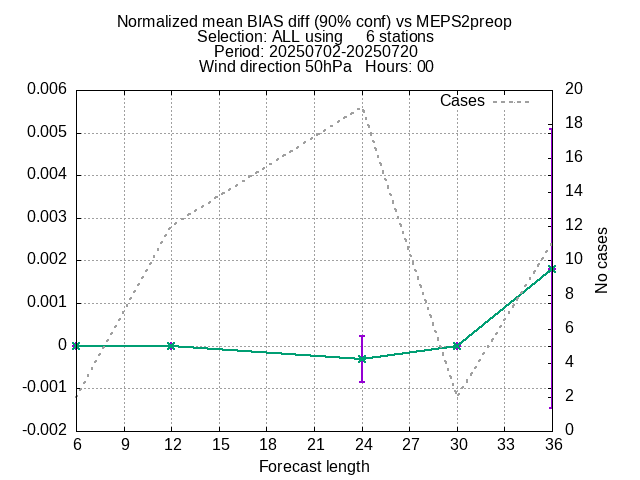 Normalized mean BIAS diff (90% conf) vs MEPS2preop
Selection: ALL using     6 stations
Period: 20250702-20250720
Wind direction 50hPa   Hours: 00
Cases
0.006
0.005
0.004
0.003
0.002
0.001
0
-0.001
-0.002
20
18
16
14
12
10
8
6
4
2
0
No cases
6 9 12 15 18 21 24 27 30 33 36
Forecast length